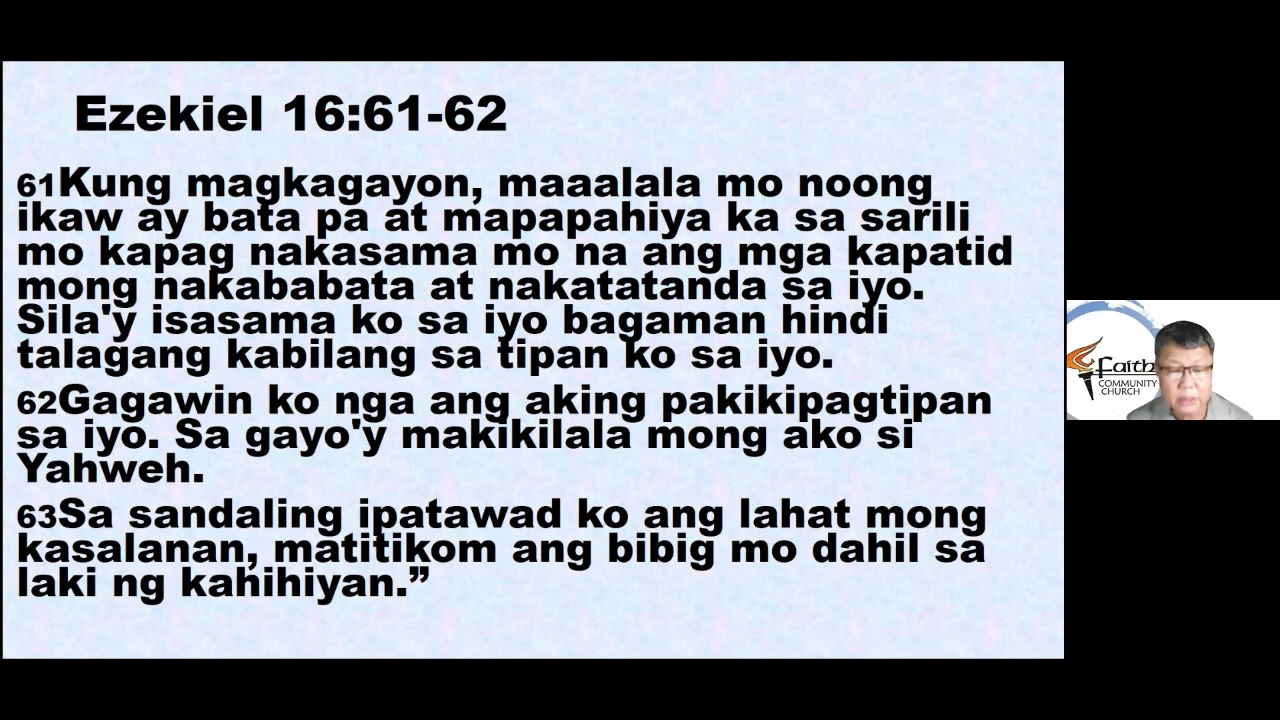 Ezekiel 16:61-62
61Kung magkagayon, maaalala mo noong
ikaw ay bata pa at mapapahiya ka sa sarili
mo kapag nakasama mo na ang mga kapatid
mong nakababata at nakatatanda sa iyo.
Sila'y isasama ko sa iyo bagaman hindi
talagang kabilang sa tipan ko sa iyo.
62Gagawin ko nga ang aking pakikipagtipan
sa iyo. Sa gayo'y makikilala mong ako si
Yahweh.
63Sa sandaling ipatawad ko ang lahat mong
kasalanan, matitikom ang bibig mo dahil sa
laki ng kahihiyan.”
Faith
COMMUNITY
CHURCH